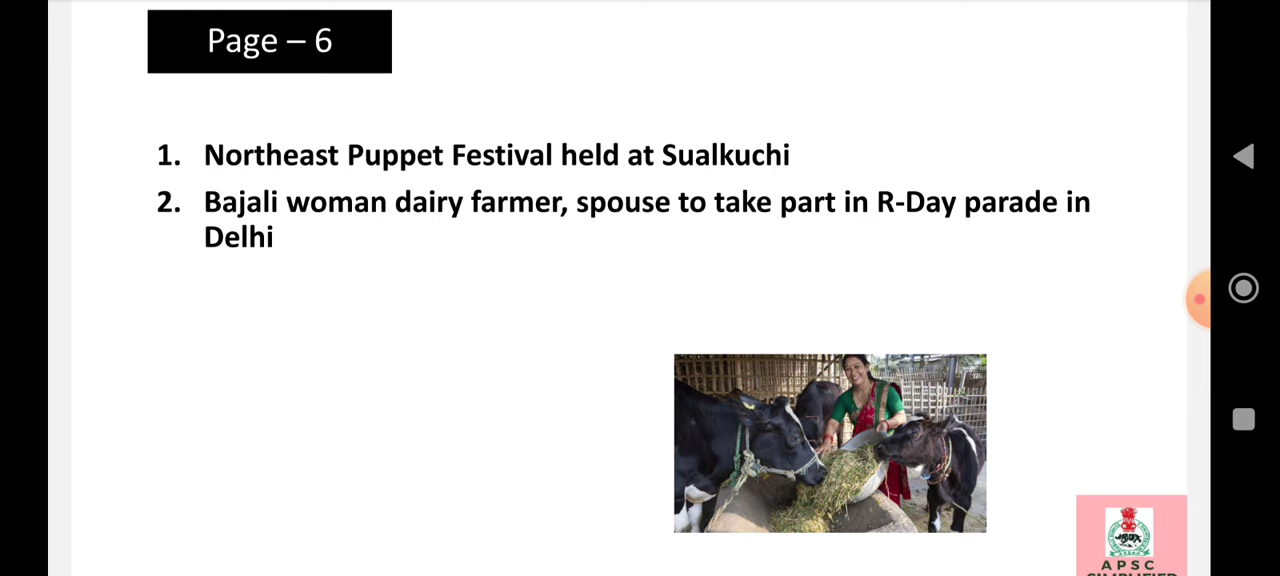 Page – 6
1. Northeast Puppet Festival held at Sualkuchi
2. Bajali woman dairy farmer, spouse to take part in R-Day parade in
Delhi
APSC
SIMPLIFIED